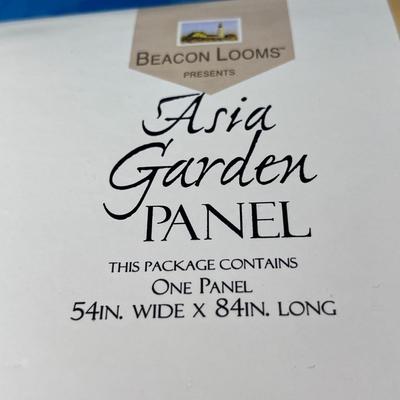 BEACON LOOMS™
PRESENTS
Asia
Garden
PANEL
THIS PACKAGE CONTAINS
ONE PANEL
54IN. WIDE X 84IN. LONG